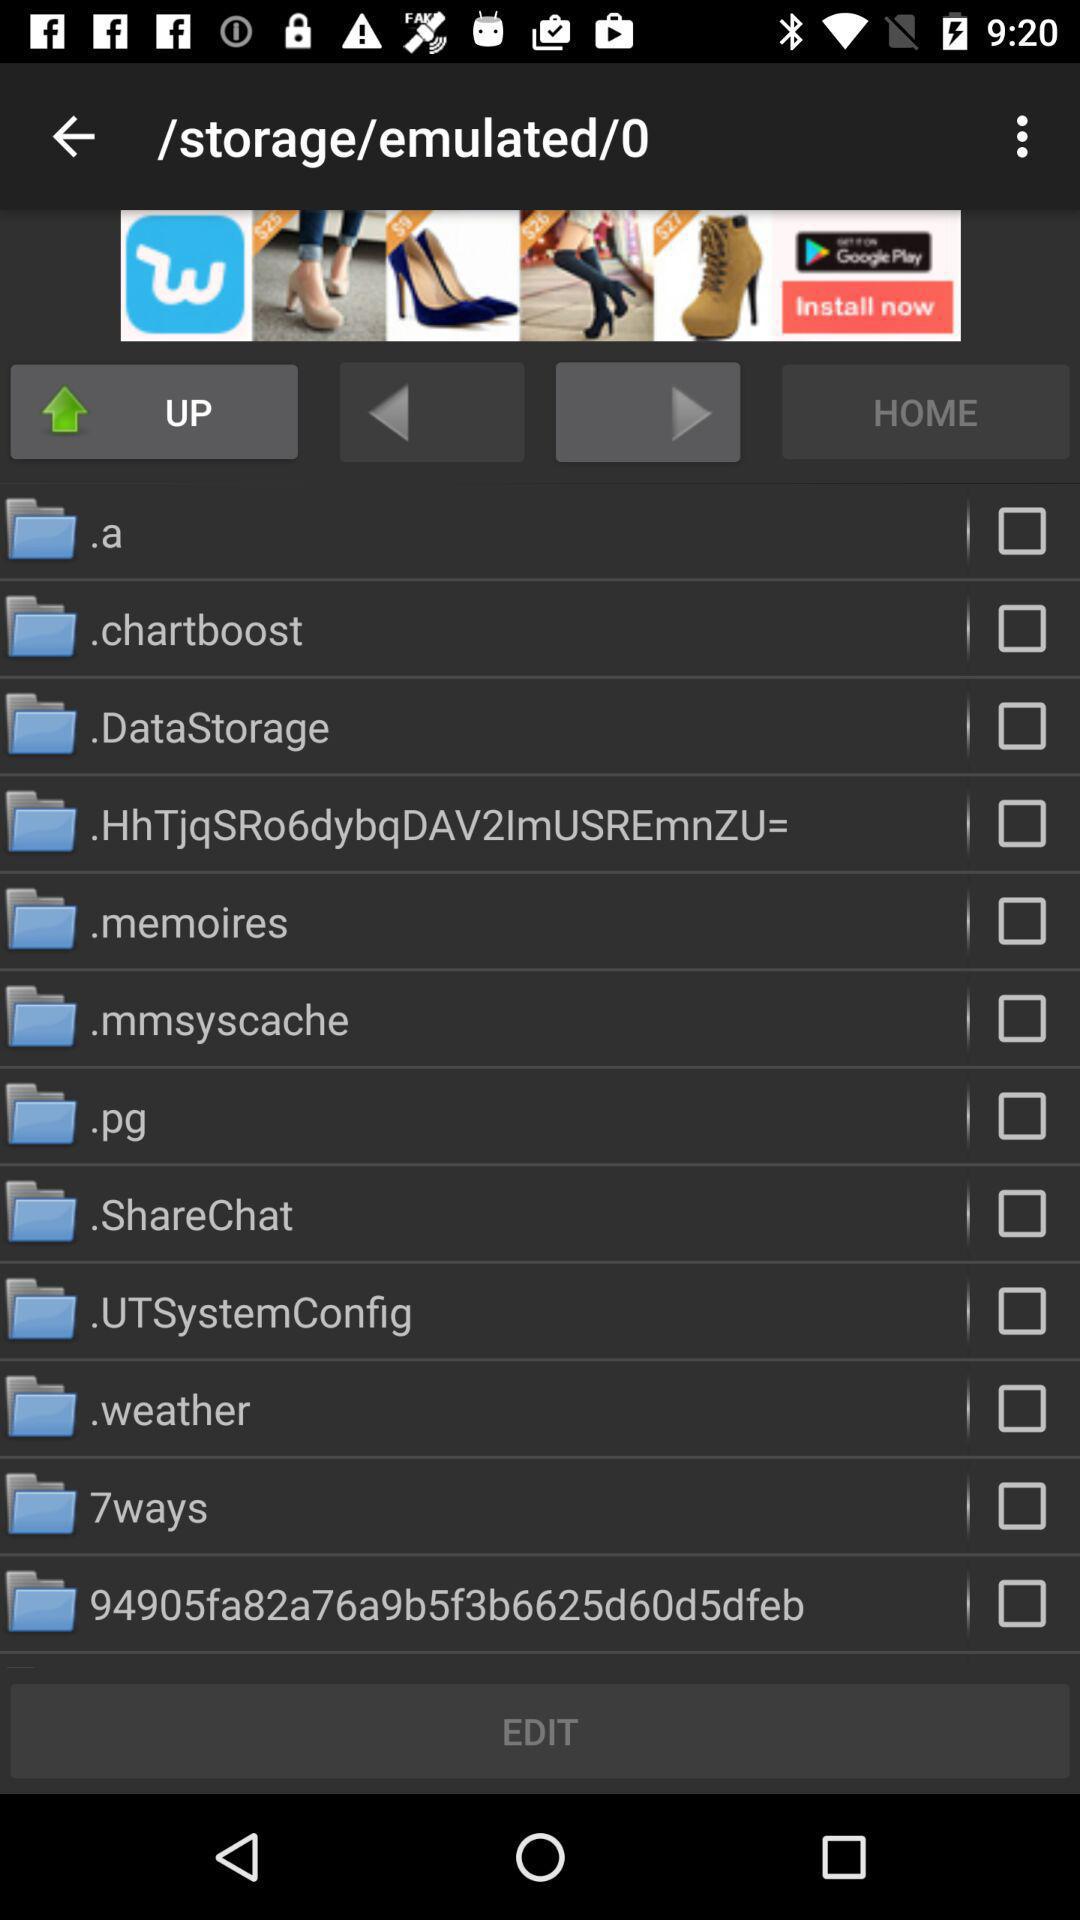 FAKE
9:20
/storage/emulated/0
$25
$9
$26
$27
GET IT ON
Google Play
Install now
UP
HOME
.a
.chartboost
.DataStorage
.HhTjqSRo6dybqDAV2ImUSREmnZU=
.memoires
.mmsyscache
.pg
.ShareChat
.UTSystemConfig
.weather
7ways
94905fa82a76a9b5f3b6625d60d5dfeb
EDIT